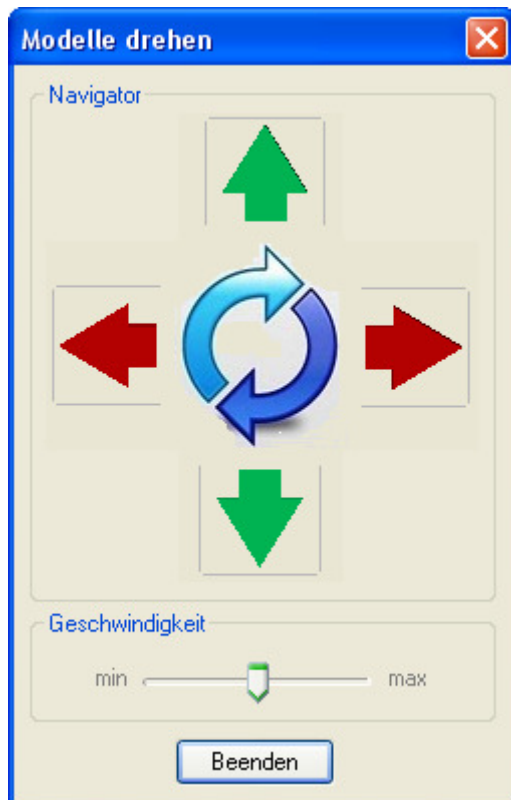 Modelle drehen
Navigator
Geschwindigkeit
min max
Beenden